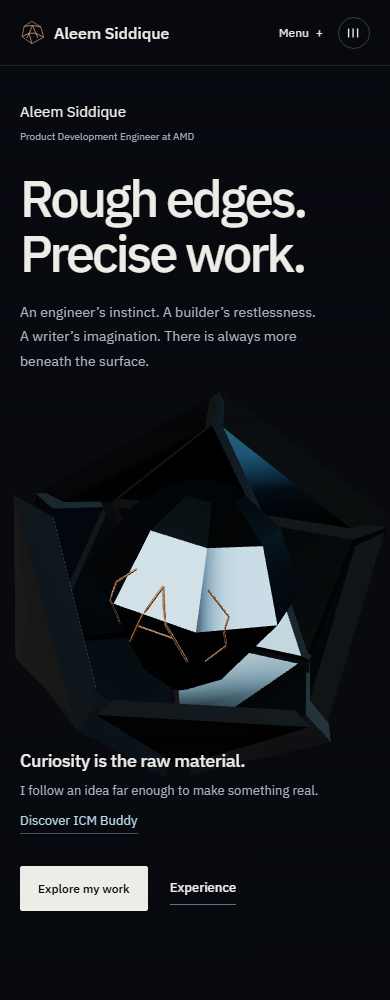 Aleem Siddique
Menu +
Aleem Siddique
Product Development Engineer at AMD
Rough edges.
Precise work.
An engineer’s instinct. A builder’s restlessness.
A writer’s imagination. There is always more
beneath the surface.
Curiosity is the raw material.
I follow an idea far enough to make something real.
Discover ICM Buddy
Explore my work
Experience